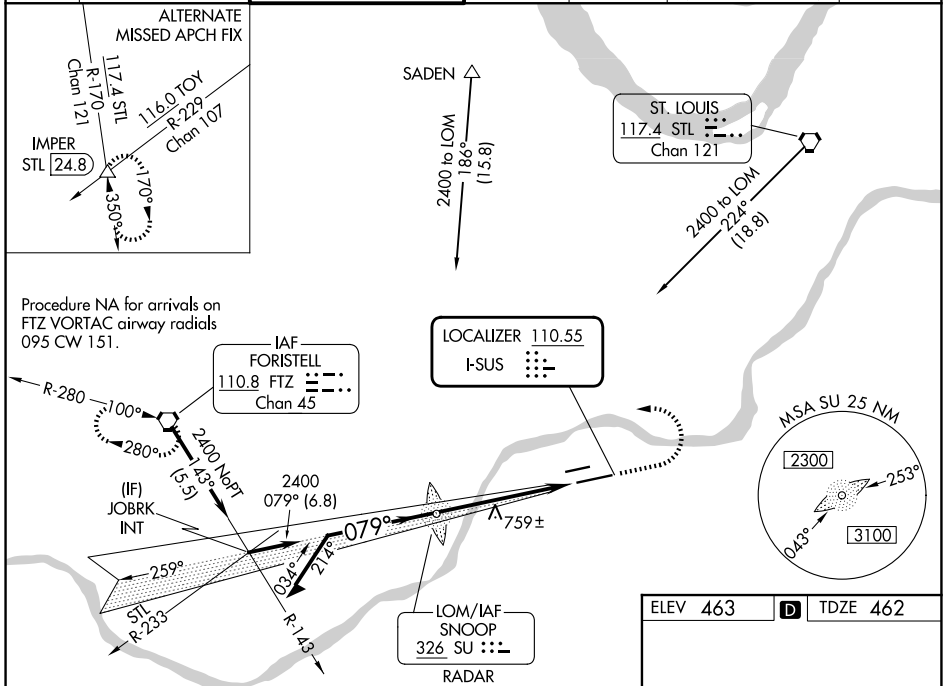 ALTERNATE
MISSED APCH FIX
117.4 STL
R-170
Chan 121
116.0 TOY
R-229
Chan 107
IMPER
STL 24.8
170°
350°
SADEN
2400 to LOM
186°
(15.8)
ST. LOUIS
117.4 STL
Chan 121
2400 to LOM
224°
(18.8)
Procedure NA for arrivals on
FTZ VORTAC airway radials
095 CW 151.
IAF
FORISTELL
110.8 FTZ
Chan 45
LOCALIZER 110.55
I-SUS
R-280
100°
280°
2400 NoPT
143°
(5.5)
(IF)
JOBRK
INT
2400
079° (6.8)
079°
759±
259°
034°
214°
STL
R-233
R-143
LOM/IAF
SNOOP
326 SU
RADAR
MSA SU 25 NM
2300
253°
043°
3100
ELEV 463 D TDZE 462